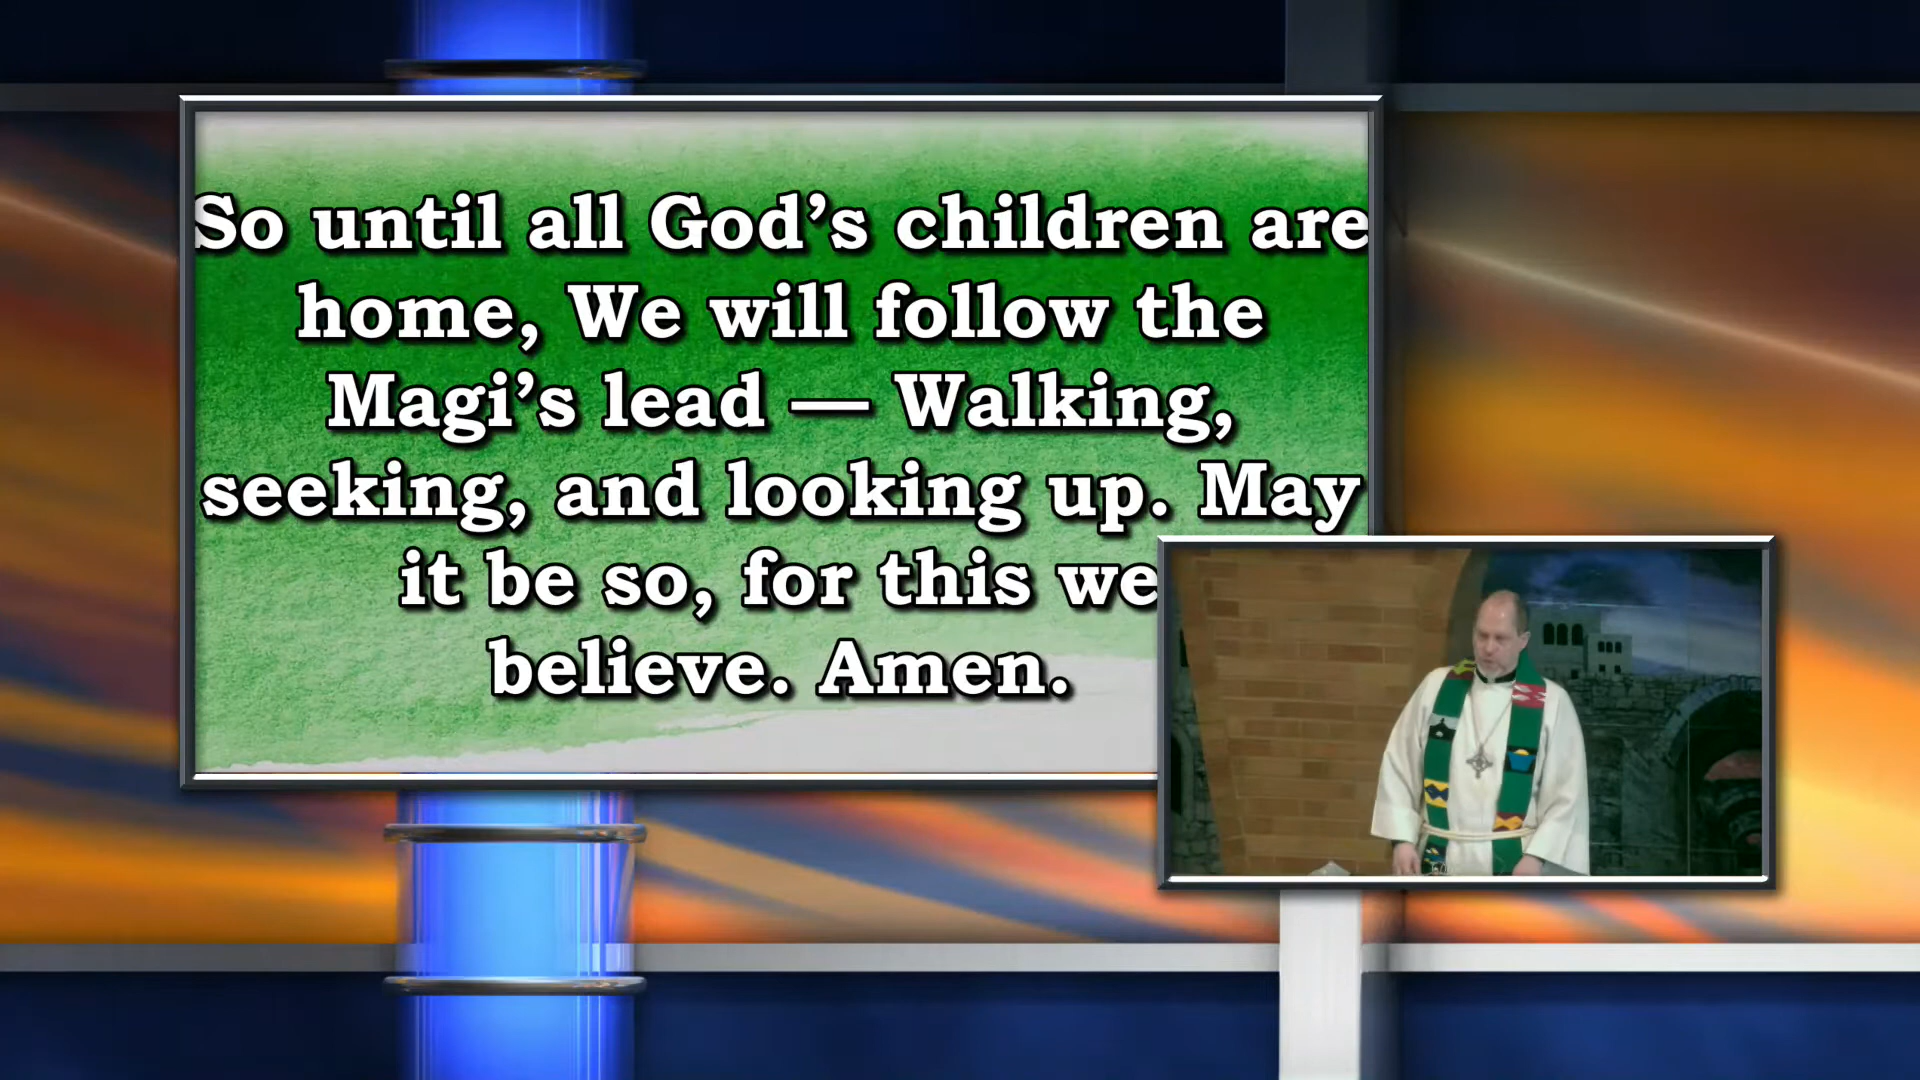 So until all God's children are
home, We will follow the
Magi's lead — Walking,
seeking, and looking up. May
it be so, for this we
believe. Amen.